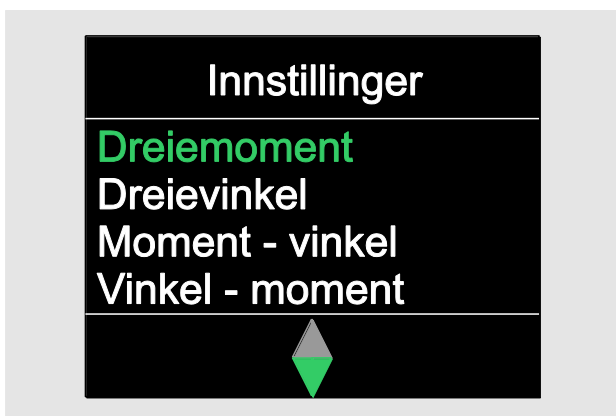 Innstillinger
Dreiemoment
Dreievinkel
Moment - vinkel
Vinkel - moment